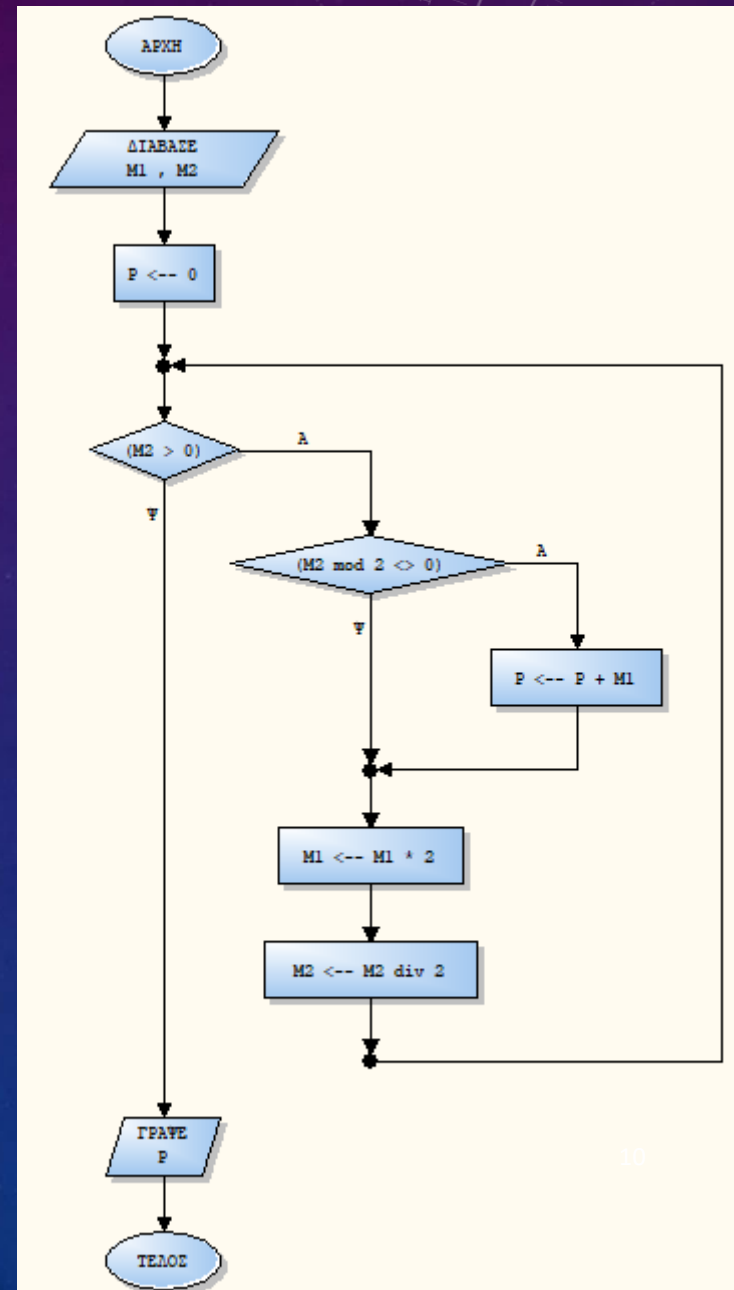 ΑΡΧΗ
ΔΙΑΒΑΣΕ
M1 , M2
P <-- 0
(M2 > 0)
Α
Ψ
(M2 mod 2 <> 0)
Α
Ψ
P <-- P + M1
M1 <-- M1 * 2
M2 <-- M2 div 2
ΓΡΑΨΕ
P
10
ΤΕΛΟΣ